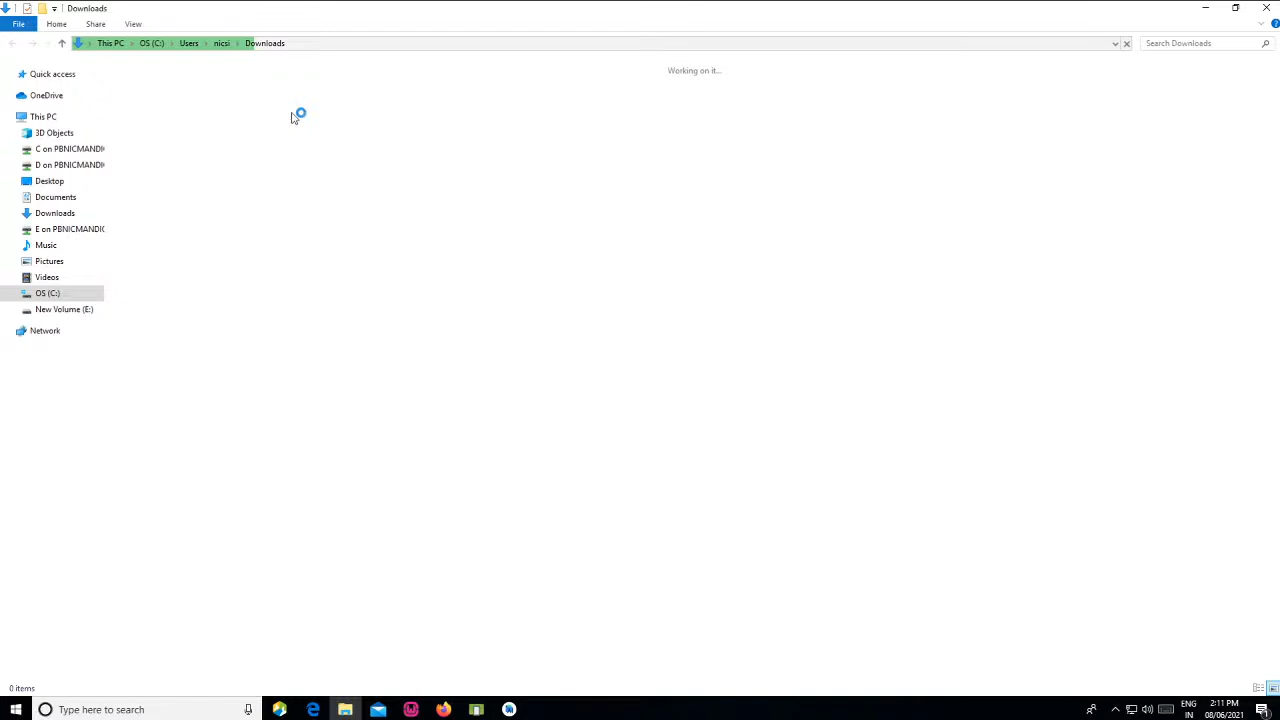 Downloads
File Home Share View
This PC OS (C:) Users nicsi Downloads Search Downloads
Working on it...
Quick access
OneDrive
This PC
3D Objects
C on PBNICMANDI
D on PBNICMANDI
Desktop
Documents
Downloads
E on PBNICMANDI
Music
Pictures
Videos
OS (C:)
New Volume (E:)
Network
0 items
Type here to search
ENG 2:11 PM
IN 08/06/2021